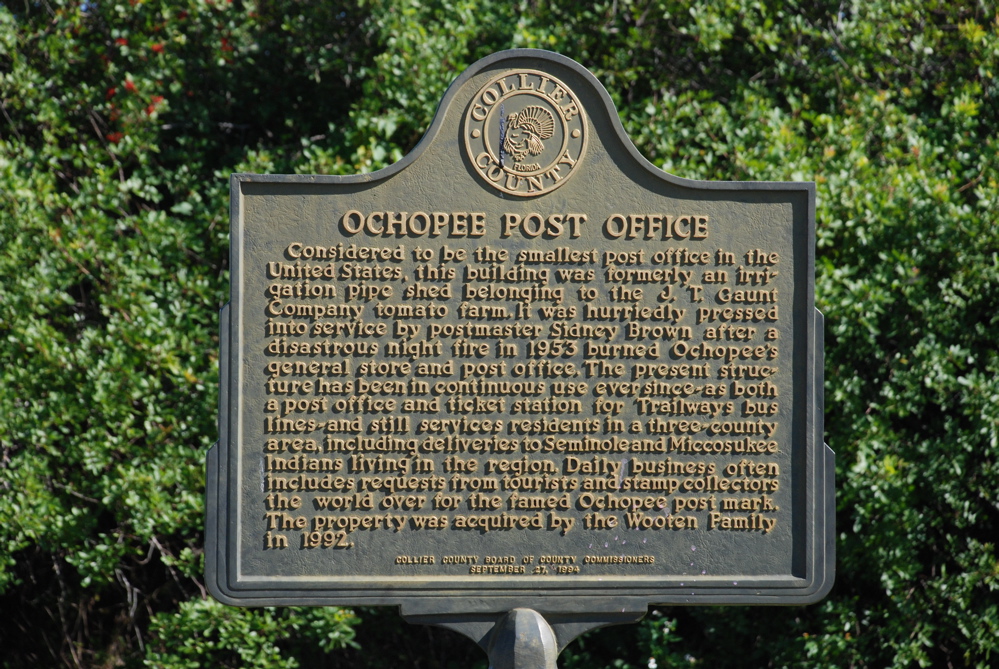 COLLIER
FLORIDA
COUNTY
OCHOPEE POST OFFICE
Considered to be the smallest post office in the
United States, this building was formerly an irri-
gation pipe shed belonging to the J. T. Gaunt
Company tomato farm. It was hurriedly pressed
into service by postmaster Sidney Brown after a
disastrous night fire in 1953 burned Ochopee's
general store and post office. The present struc-
ture has been in continuous use ever since-as both
a post office and ticket station for Trailways bus
lines-and still services residents in a three-county
area, including deliveries to Seminole and Miccosukee
Indians living in the region. Daily business often
includes requests from tourists and stamp collectors
the world over for the famed Ochopee post mark.
The property was acquired by the Wooten Family
in 1992.
COLLIER COUNTY BOARD OF COUNTY COMMISSIONERS
SEPTEMBER 27, 1994